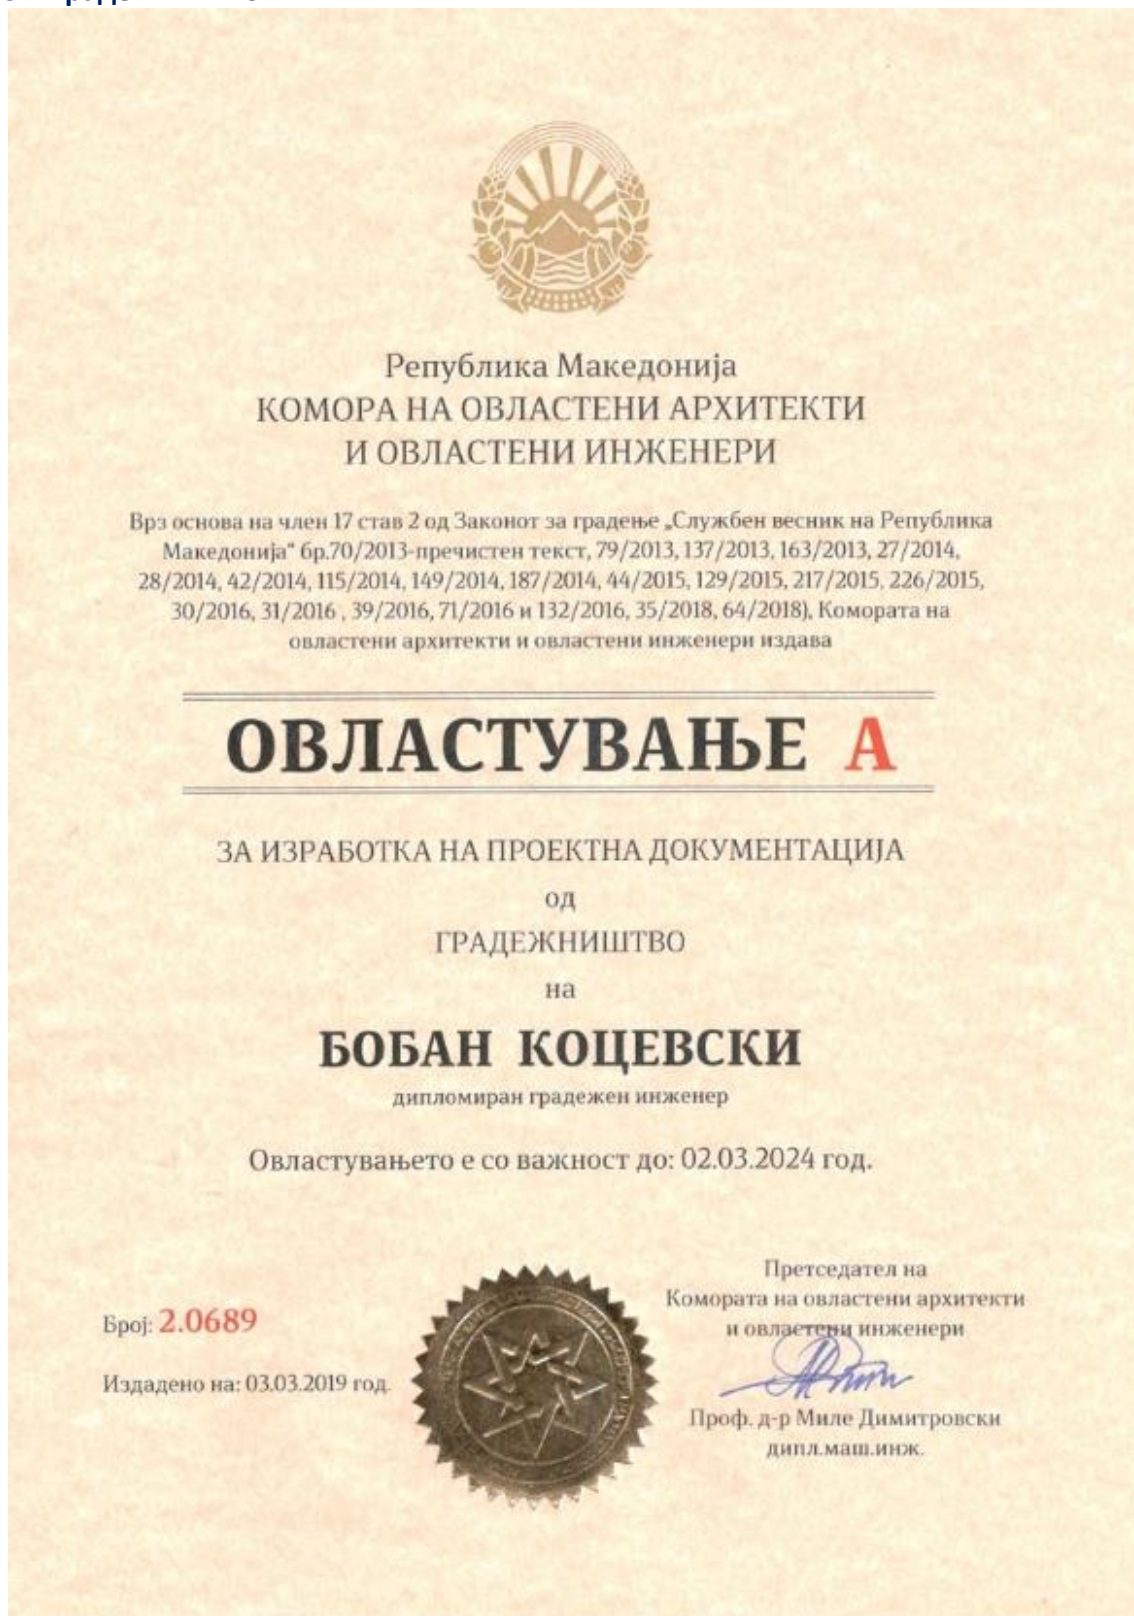 Република Македонија
КОМОРА НА ОВЛАСТЕНИ АРХИТЕКТИ
И ОВЛАСТЕНИ ИНЖЕНЕРИ
Врз основа на член 17 став 2 од Законот за градење „Службен весник на Република
Македонија“ бр.70/2013-пречистен текст, 79/2013, 137/2013, 163/2013, 27/2014,
28/2014, 42/2014, 115/2014, 149/2014, 187/2014, 44/2015, 129/2015, 217/2015, 226/2015,
30/2016, 31/2016 , 39/2016, 71/2016 и 132/2016, 35/2018, 64/2018), Комората на
овластени архитекти и овластени инженери издава
ОВЛАСТУВАЊЕ А
ЗА ИЗРАБОТКА НА ПРОЕКТНА ДОКУМЕНТАЦИЈА
од
ГРАДЕЖНИШТВО
на
БОБАН КОЦЕВСКИ
дипломиран градежен инженер
Овластувањето е со важност до: 02.03.2024 год.
Број: 2.0689
Издадено на: 03.03.2019 год.
Претседател на
Комората на овластени архитекти
и овластени инженери
Проф. д-р Миле Димитровски
дипл.маш.инж.